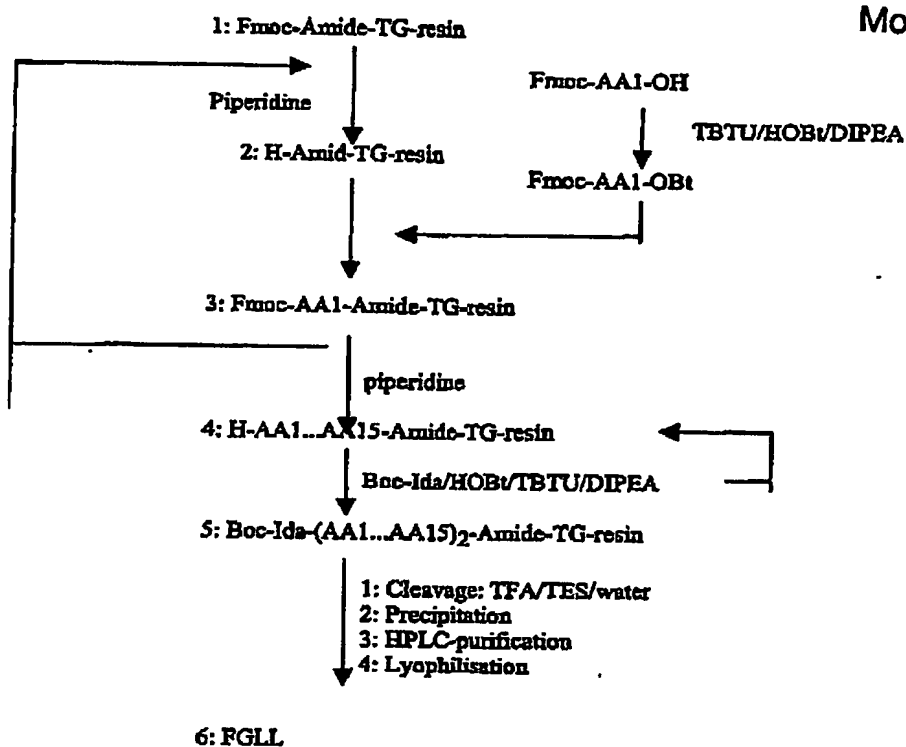 Mo
1: Fmoc-Amide-TG-resin
Fmoc-AA1-OH
Piperidine
TBTU/HOBt/DIPEA
2: H-Amid-TG-resin
Fmoc-AA1-OBt
3: Fmoc-AA1-Amide-TG-resin
piperidine
4: H-AA1...AA15-Amide-TG-resin
Boc-Ida/HOBt/TBTU/DIPEA
5: Boc-Ida-(AA1...AA15)2-Amide-TG-resin
1: Cleavage: TFA/TES/water
2: Precipitation
3: HPLC-purification
4: Lyophilisation
6: FGLL